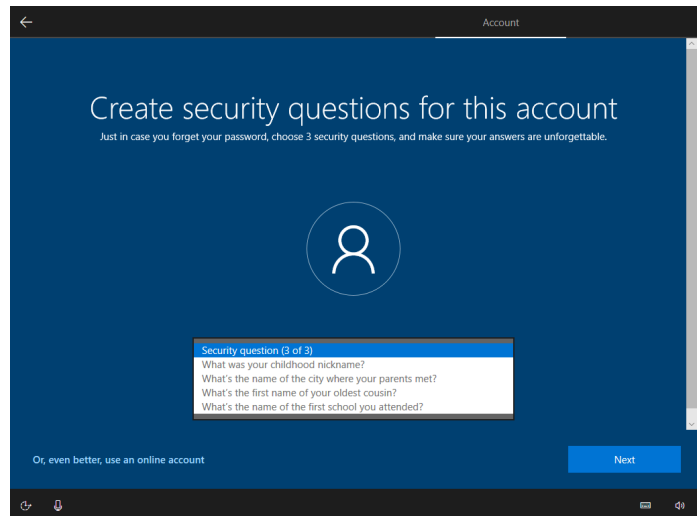 Account
Create security questions for this account
Just in case you forget your password, choose 3 security questions, and make sure your answers are unforgettable.
Security question (3 of 3)
What was your childhood nickname?
What's the name of the city where your parents met?
What's the first name of your oldest cousin?
What's the name of the first school you attended?
Or, even better, use an online account
Next